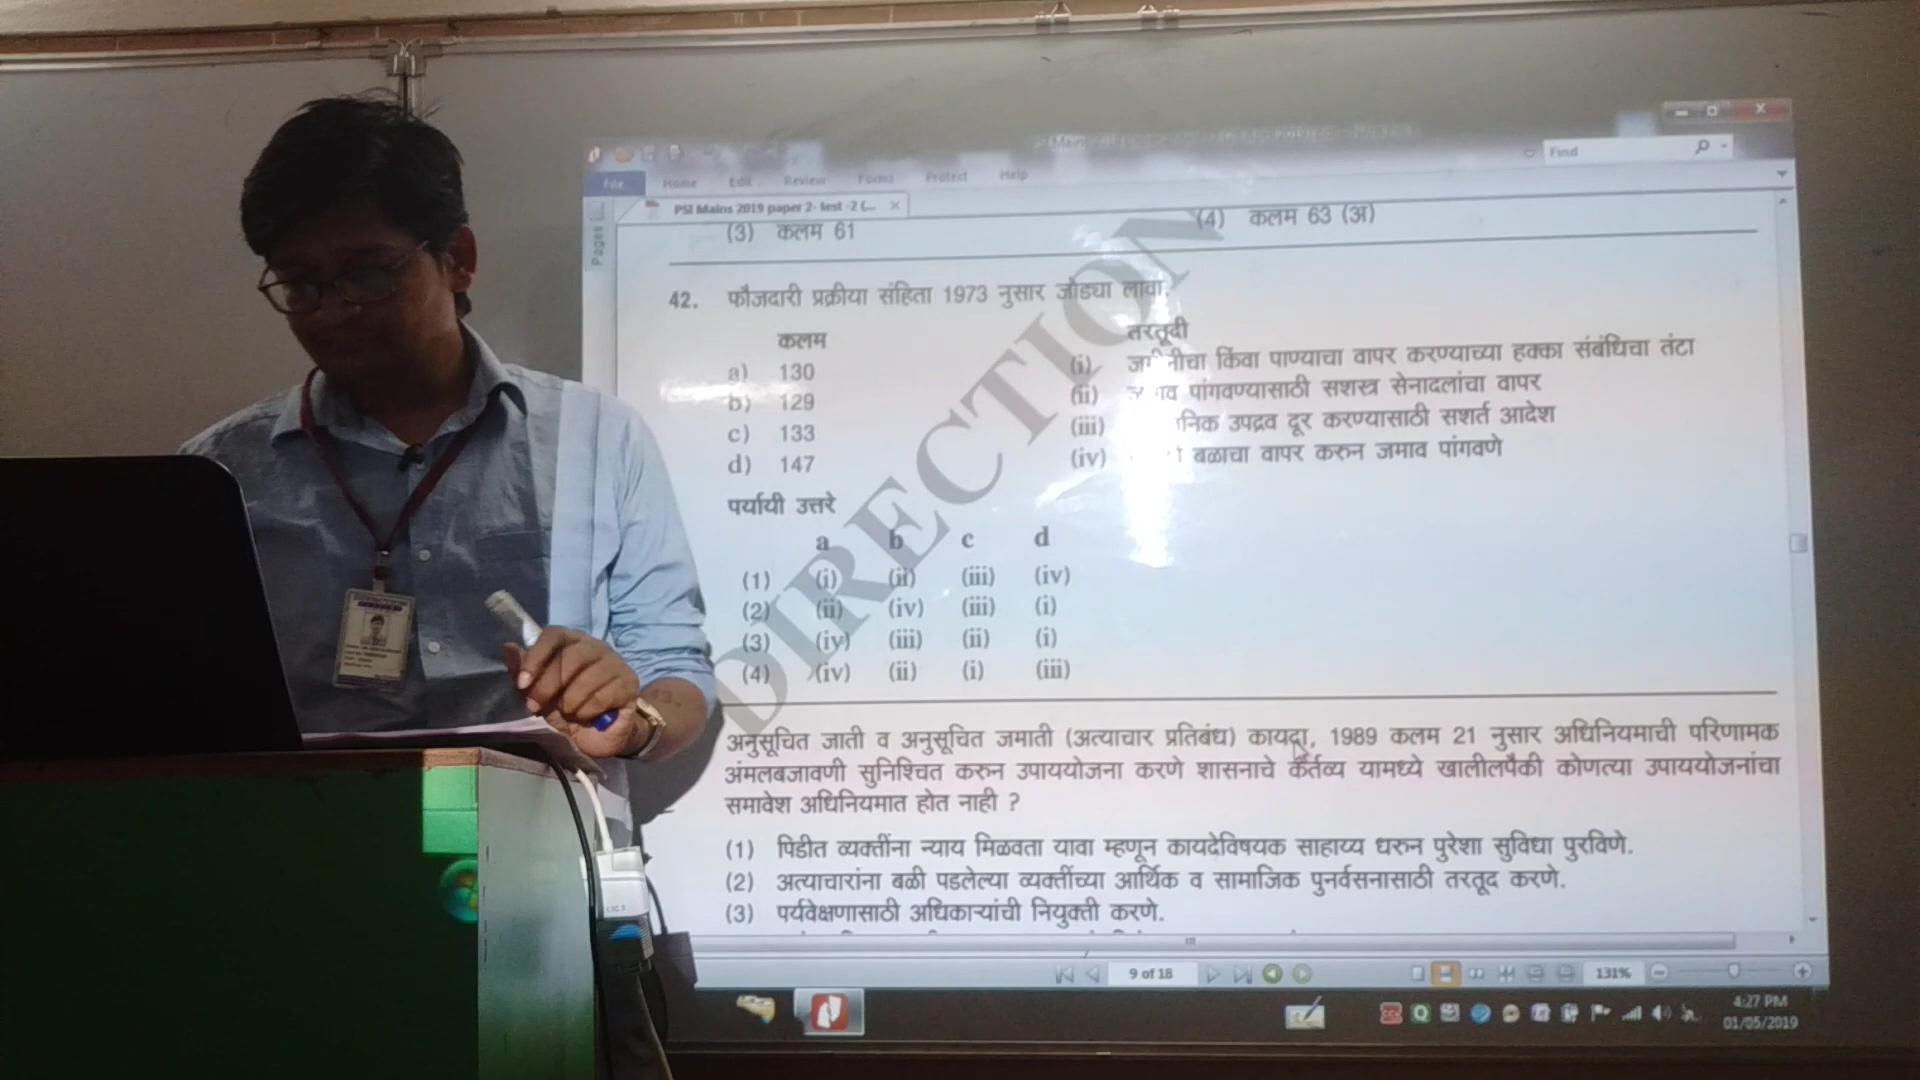 Find
File Home Edit Review Forms Protect Help
PSI Mains 2019 paper 2- test -2 (... X
Pages
(3) कलम 61 (4) कलम 63 (अ)
42. फौजदारी प्रक्रीया संहिता 1973 नुसार जोड्या लावा.
कलम तरतूदी
a) 130 (i) किंवा पाण्याचा वापर करण्याच्या हक्का संबंधिचा तंटा
b) 129 (ii) पांगवण्यासाठी सशस्त्र सेनादलांचा वापर
c) 133 (iii) उपद्रव दूर करण्यासाठी सशर्त आदेश
d) 147 (iv) बळाचा वापर करुन जमाव पांगवणे
पर्यायी उत्तरे
a b c d
(1) (i) (ii) (iii) (iv)
(2) (ii) (iv) (iii) (i)
(3) (iv) (iii) (ii) (i)
(4) (iv) (ii) (i) (iii)
DIRECTION
अनुसूचित जाती व अनुसूचित जमाती (अत्याचार प्रतिबंध) कायदा, 1989 कलम 21 नुसार अधिनियमाची परिणामक
अंमलबजावणी सुनिश्चित करुन उपाययोजना करणे शासनाचे कर्तव्य यामध्ये खालीलपैकी कोणत्या उपाययोजनांचा
समावेश अधिनियमात होत नाही ?
(1) पिडीत व्यक्तींना न्याय मिळवता यावा म्हणून कायदेविषयक साहाय्य धरुन पुरेशा सुविधा पुरविणे.
(2) अत्याचारांना बळी पडलेल्या व्यक्तींच्या आर्थिक व सामाजिक पुनर्वसनासाठी तरतूद करणे.
(3) पर्यवेक्षणासाठी अधिकाऱ्यांची नियुक्ती करणे.
9 of 18 131%
4:27 PM
01/05/2019